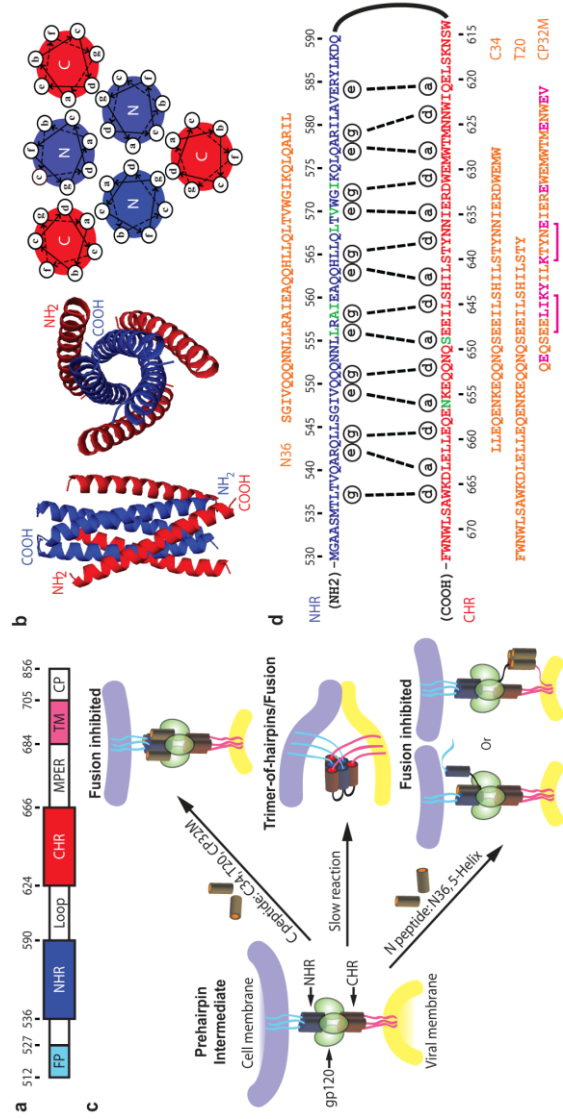 a
512 527 536 590 624 666 684 705 856
FP NHR Loop CHR MPER TM CP
b
COOH
NH2
NH2
COOH
NH2
COOH
C C
N N
N
C
c
Prehairpin
Intermediate
Cell membrane
NHR
gp120
CHR
Viral membrane
C peptide: C34, T20, CP32M
Slow reaction
N peptide: N36, 5-Helix
Fusion inhibited
Trimer-of-hairpins/Fusion
Fusion inhibited
Or
d
N36 SGIVQQQNNLLRAIEAQQHLLQLTVWGIKQLQARIL
530 535 540 545 550 555 560 565 570 575 580 585 590
NHR
(NH2) -MGAASMTLTVQARQLLSGIVQQQNNLLRAIEAQQHLLQLTVWGIKQLQARILAVERYLKDQ
g e g e g e g e g e g e g e
d a d a d a d a d a d a d a
(COOH) -FWNWLSAWKDLELLEQENKEQQNQSEEILSHILSTYNNIERDWEMWTMNNWIQELSKNSW
CHR
670 665 660 655 650 645 640 635 630 625 620 615
LLEQENKEQQNQSEEILSHILSTYNNIERDWEMW C34
FWNWLSAWKDLELLEQENKEQQNQSEEILSHILSTY T20
QEQSEELIKYILKTYNEIEREWEMWTMENWEV CP32M